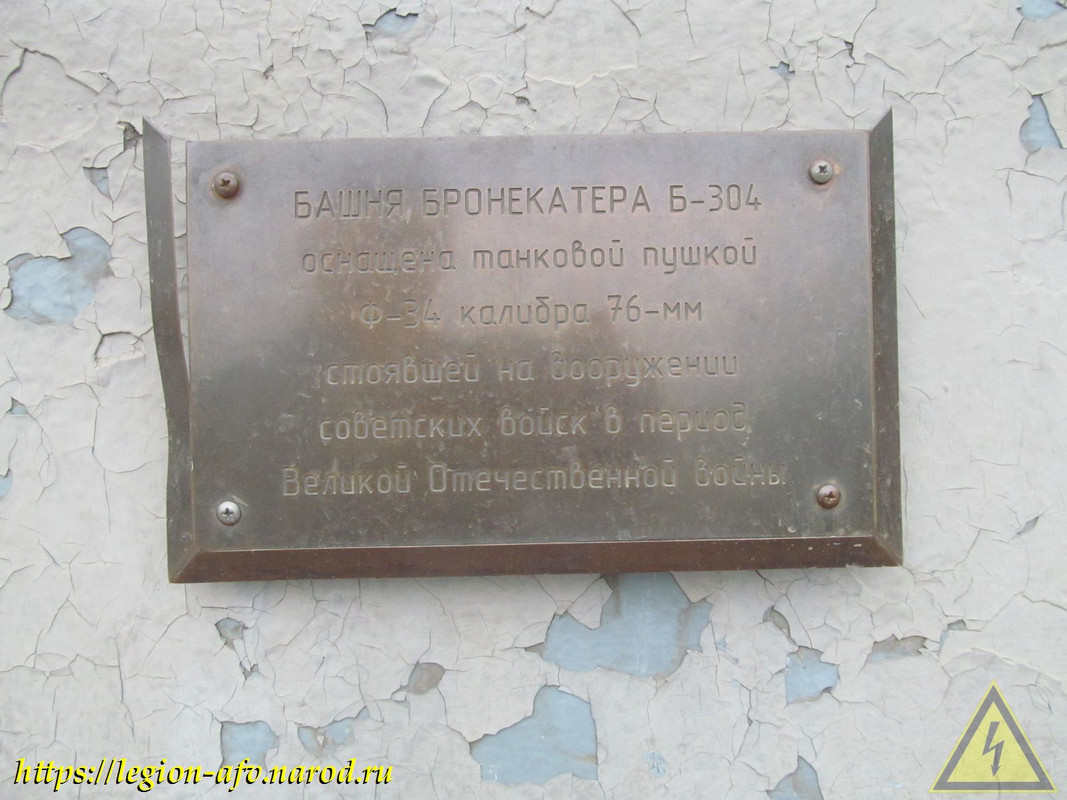 БАШНЯ БРОНЕКАТЕРА Б-304
оснащена танковой пушкой
Ф-34 калибра 76-мм
стоявшей на вооружении
советских войск в период
Великой Отечественной войны
https://legion-afv.narod.ru